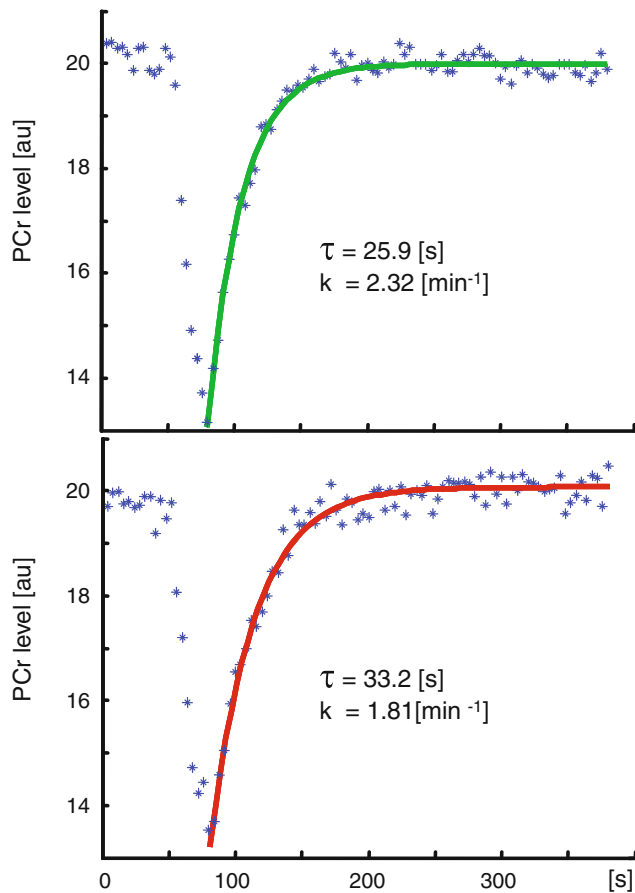 20
18
16
14
PCr level [au]
τ = 25.9 [s]
k = 2.32 [min-1]
20
18
16
14
PCr level [au]
τ = 33.2 [s]
k = 1.81[min -1]
0 100 200 300 [s]